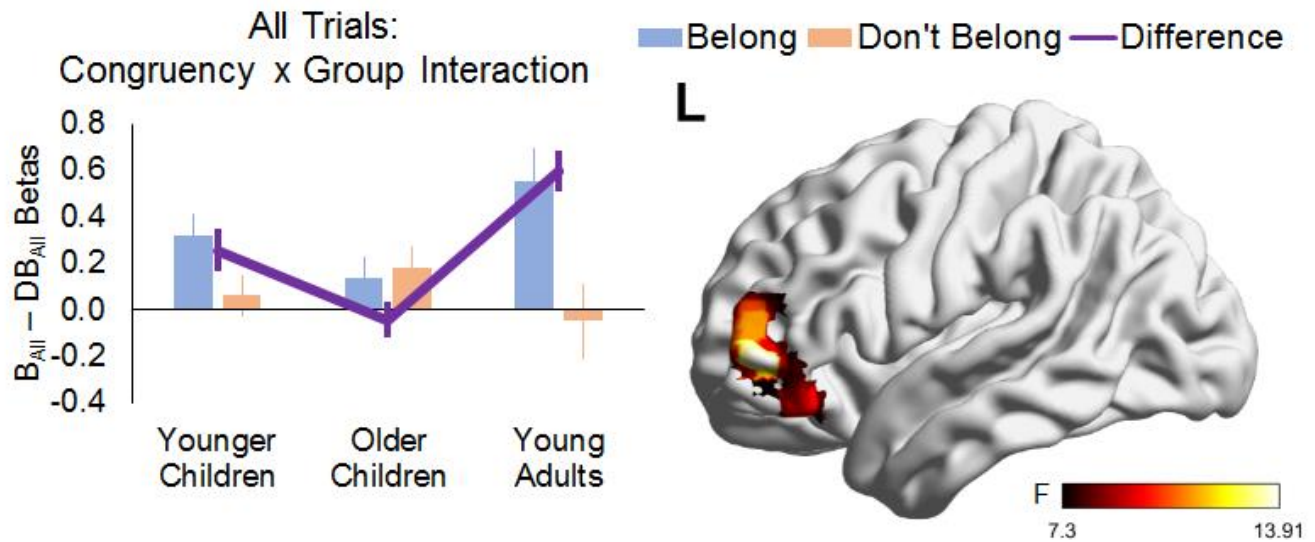 All Trials:
Congruency x Group Interaction
Belong Don't Belong Difference
L
B_All – DB_All Betas
0.8
0.6
0.4
0.2
0.0
-0.2
-0.4
Younger Children
Older Children
Young Adults
F
7.3 13.91